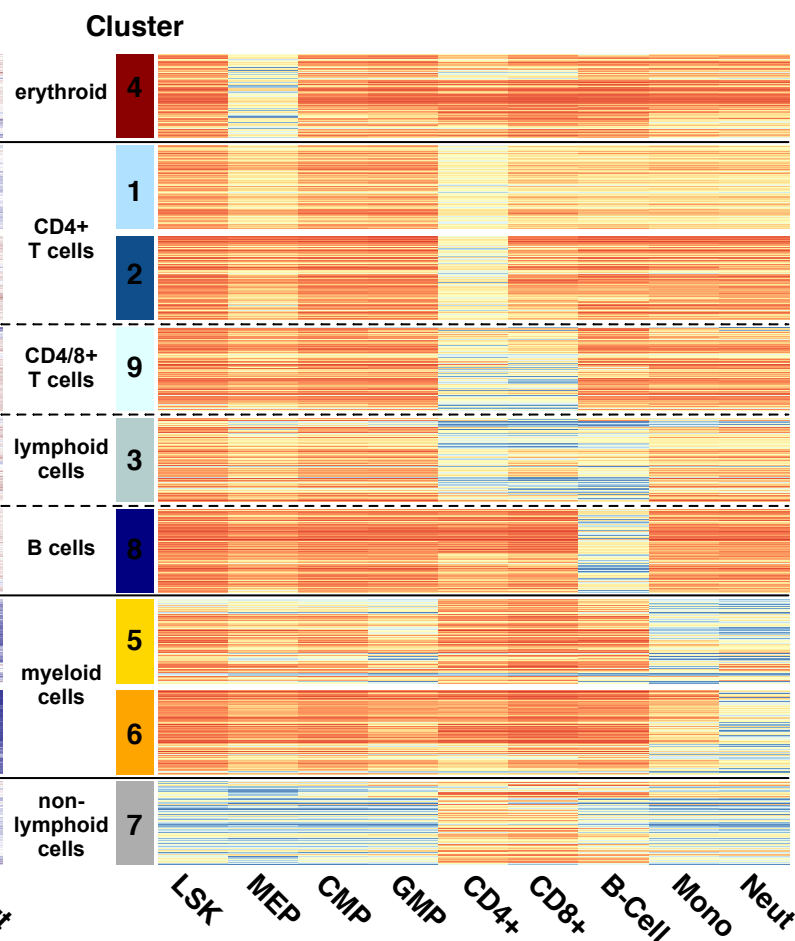 Cluster
erythroid
4
1
CD4+
T cells
2
CD4/8+
T cells
9
lymphoid
cells
3
B cells
8
5
myeloid
cells
6
non-
lymphoid
cells
7
LSK
MEP
CMP
GMP
CD4+
CD8+
B-Cell
Mono
Neut